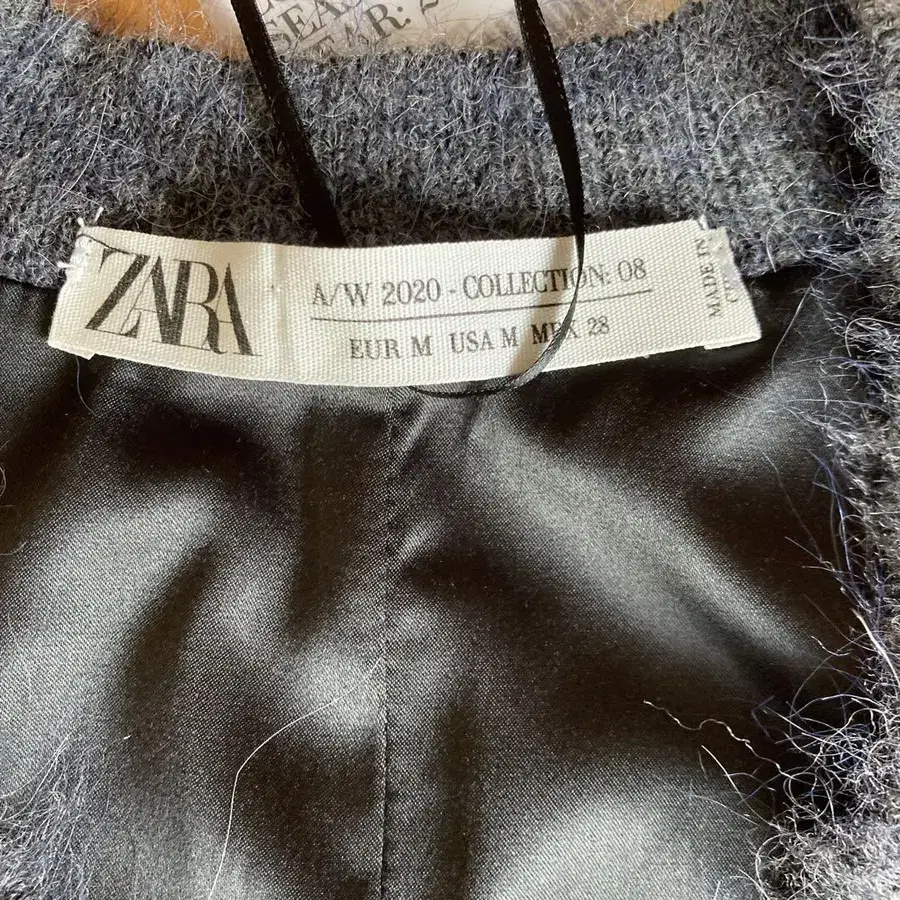 ZARA
A/W 2020 - COLLECTION: 08
EUR M USA M MEX 28
MADE IN